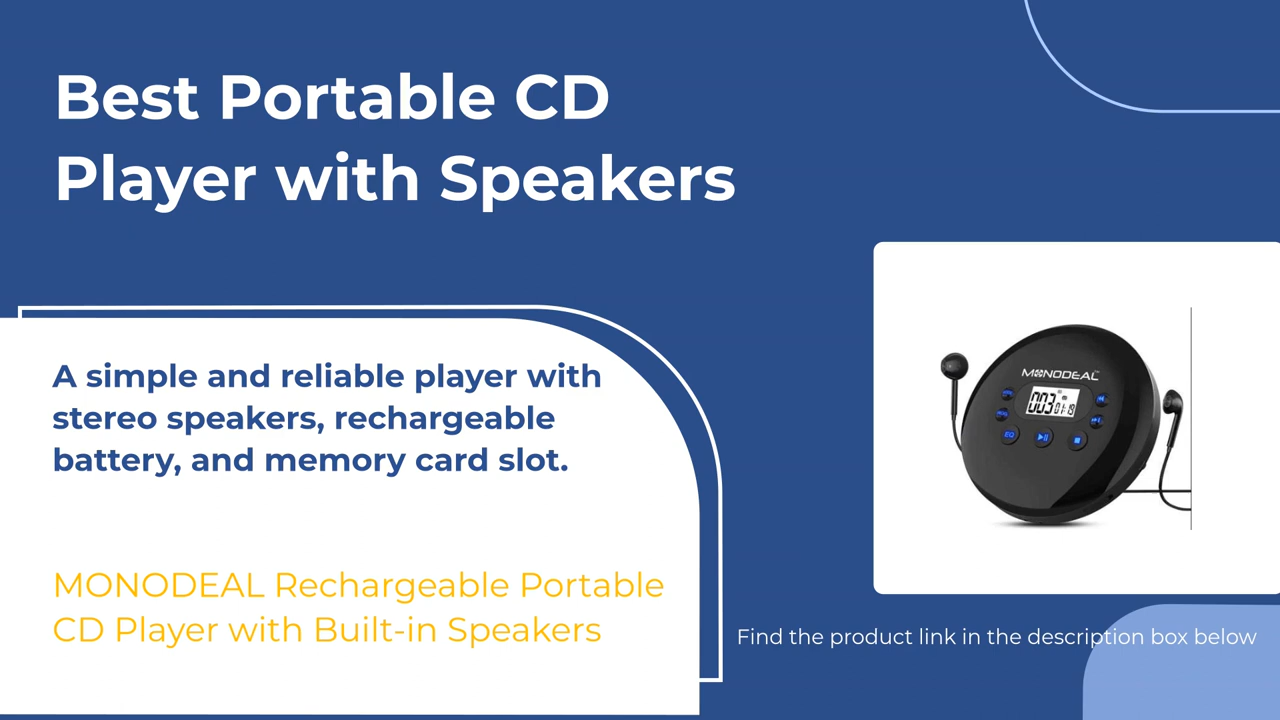 Best Portable CD
Player with Speakers
A simple and reliable player with
stereo speakers, rechargeable
battery, and memory card slot.
MONODEAL Rechargeable Portable
CD Player with Built-in Speakers
MONODEAL
003
EQ
Find the product link in the description box below